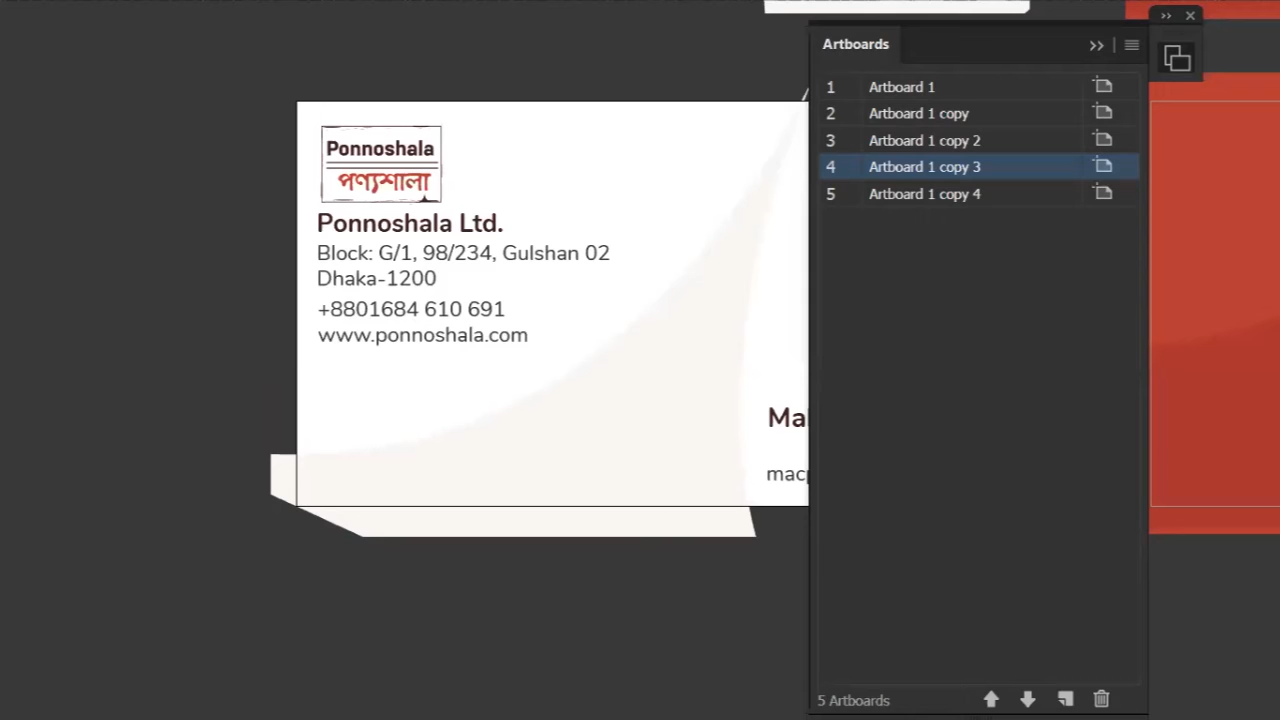 Artboards
1 Artboard 1
2 Artboard 1 copy
3 Artboard 1 copy 2
4 Artboard 1 copy 3
5 Artboard 1 copy 4
5 Artboards
Ponnoshala
পণ্যশালা
Ponnoshala Ltd.
Block: G/1, 98/234, Gulshan 02
Dhaka-1200
+8801684 610 691
www.ponnoshala.com